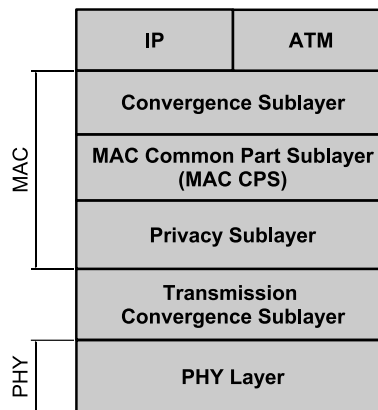 IP
ATM
Convergence Sublayer
MAC Common Part Sublayer
(MAC CPS)
Privacy Sublayer
Transmission
Convergence Sublayer
PHY Layer
MAC
PHY